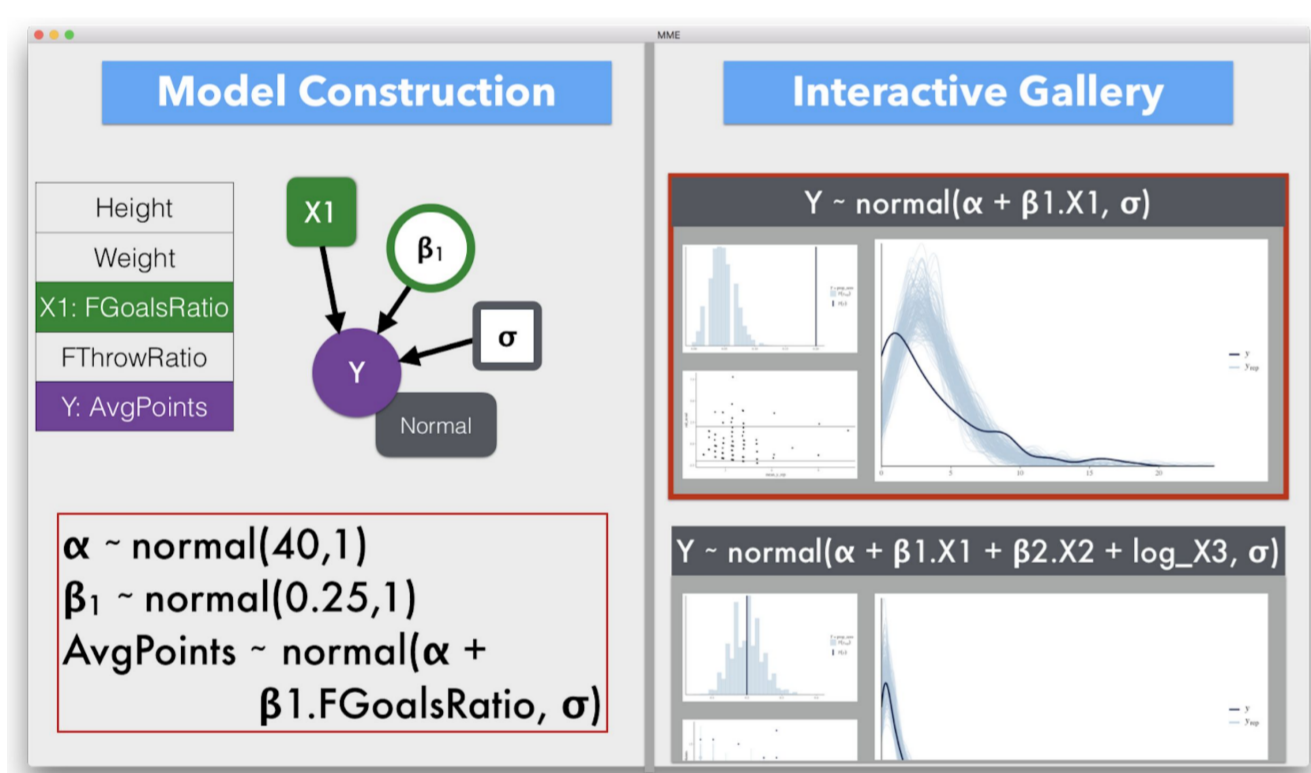 MME
Model Construction
Height
Weight
X1: FGoalsRatio
FThrowRatio
Y: AvgPoints
X1
β₁
σ
Y
Normal
α ~ normal(40,1)
β₁ ~ normal(0.25,1)
AvgPoints ~ normal(α +
β1.FGoalsRatio, σ)
Interactive Gallery
Y ~ normal(α + β1.X1, σ)
y
yrep
0 5 10 15 20
Y ~ normal(α + β1.X1 + β2.X2 + log_X3, σ)
y
yrep